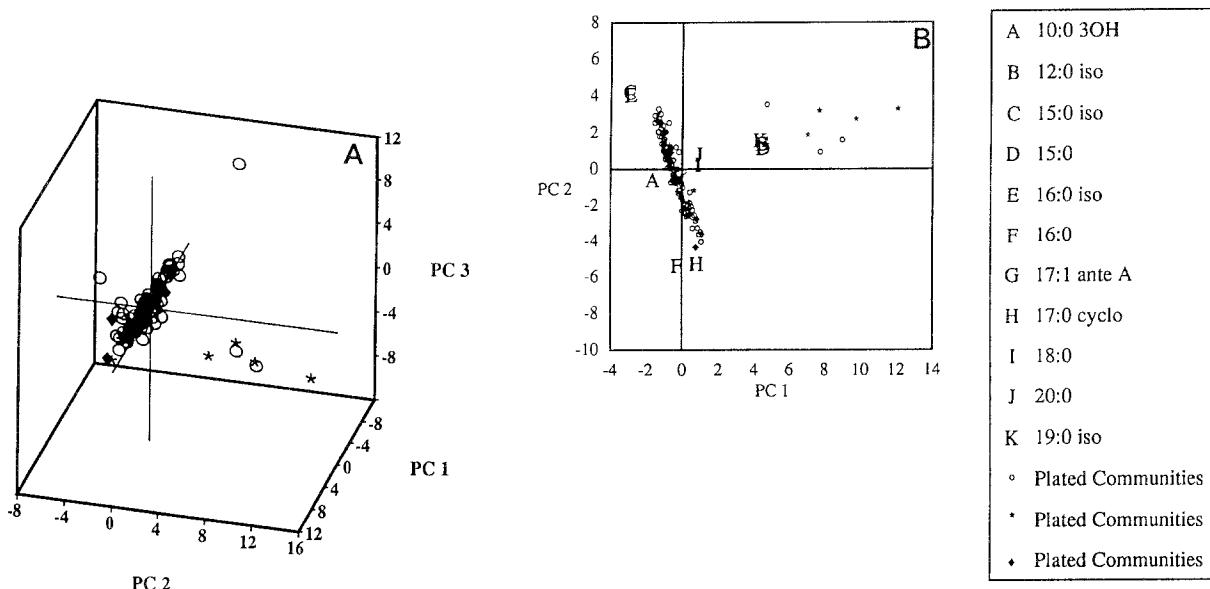 A
12
8
4
0
-4
-8
PC 3
-8
-4
0
4
8
12
PC 1
-8
-4
0
4
8
12
16
PC 2
B
8
6
4
2
0
-2
-4
-6
-8
-10
PC 2
-4
-2
0
2
4
6
8
10
12
14
PC 1
A
J
I
K
F
H
A 10:0 3OH
B 12:0 iso
C 15:0 iso
D 15:0
E 16:0 iso
F 16:0
G 17:1 ante A
H 17:0 cyclo
I 18:0
J 20:0
K 19:0 iso
Plated Communities
* Plated Communities
Plated Communities